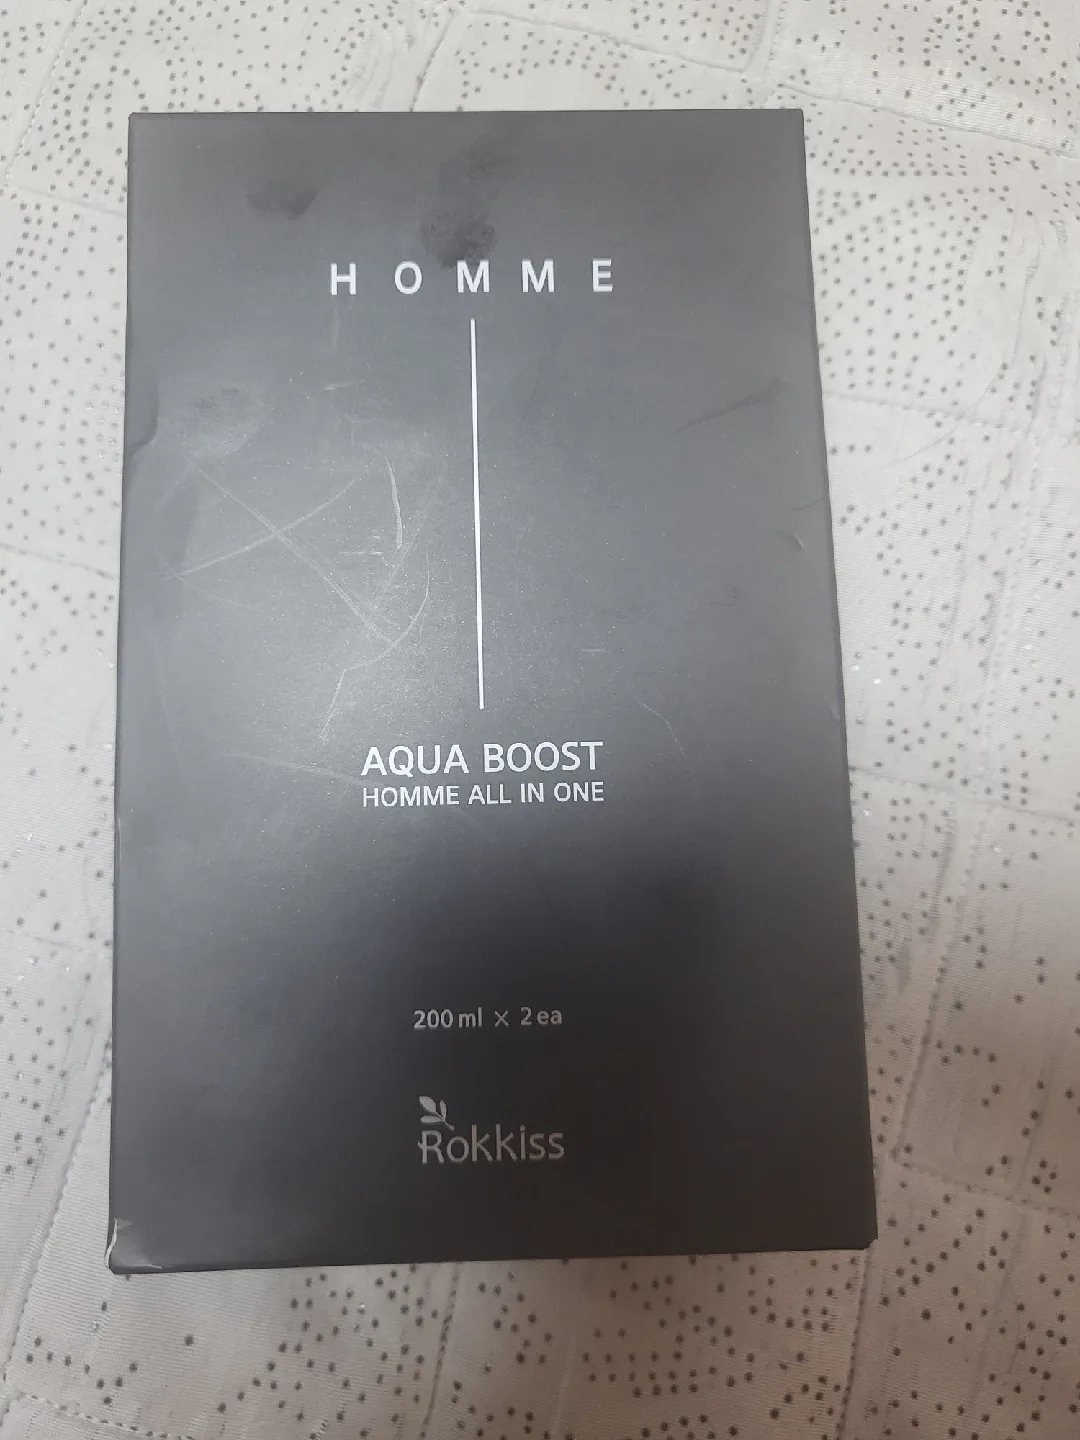 HOMME
AQUA BOOST
HOMME ALL IN ONE
200ml × 2ea
Rokkiss